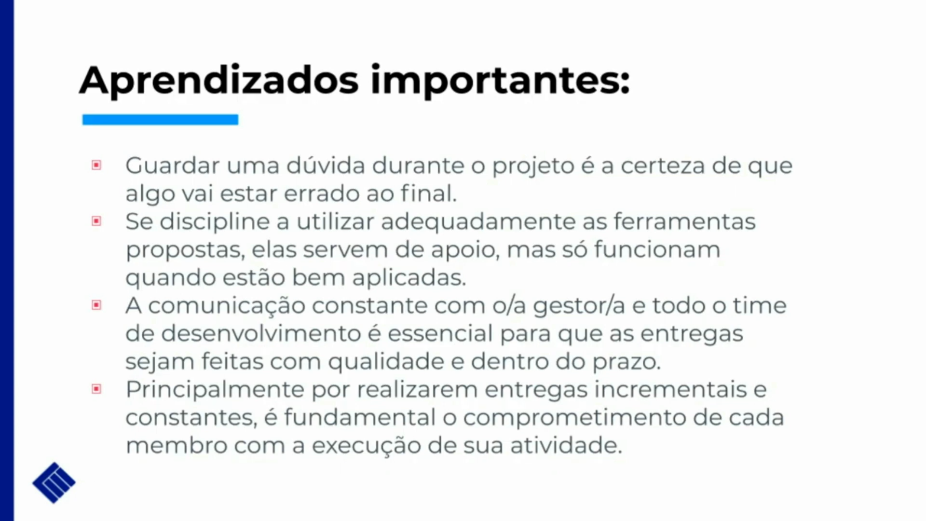 Aprendizados importantes:
Guardar uma dúvida durante o projeto é a certeza de que
algo vai estar errado ao final.
Se discipline a utilizar adequadamente as ferramentas
propostas, elas servem de apoio, mas só funcionam
quando estão bem aplicadas.
A comunicação constante com o/a gestor/a e todo o time
de desenvolvimento é essencial para que as entregas
sejam feitas com qualidade e dentro do prazo.
Principalmente por realizarem entregas incrementais e
constantes, é fundamental o comprometimento de cada
membro com a execução de sua atividade.